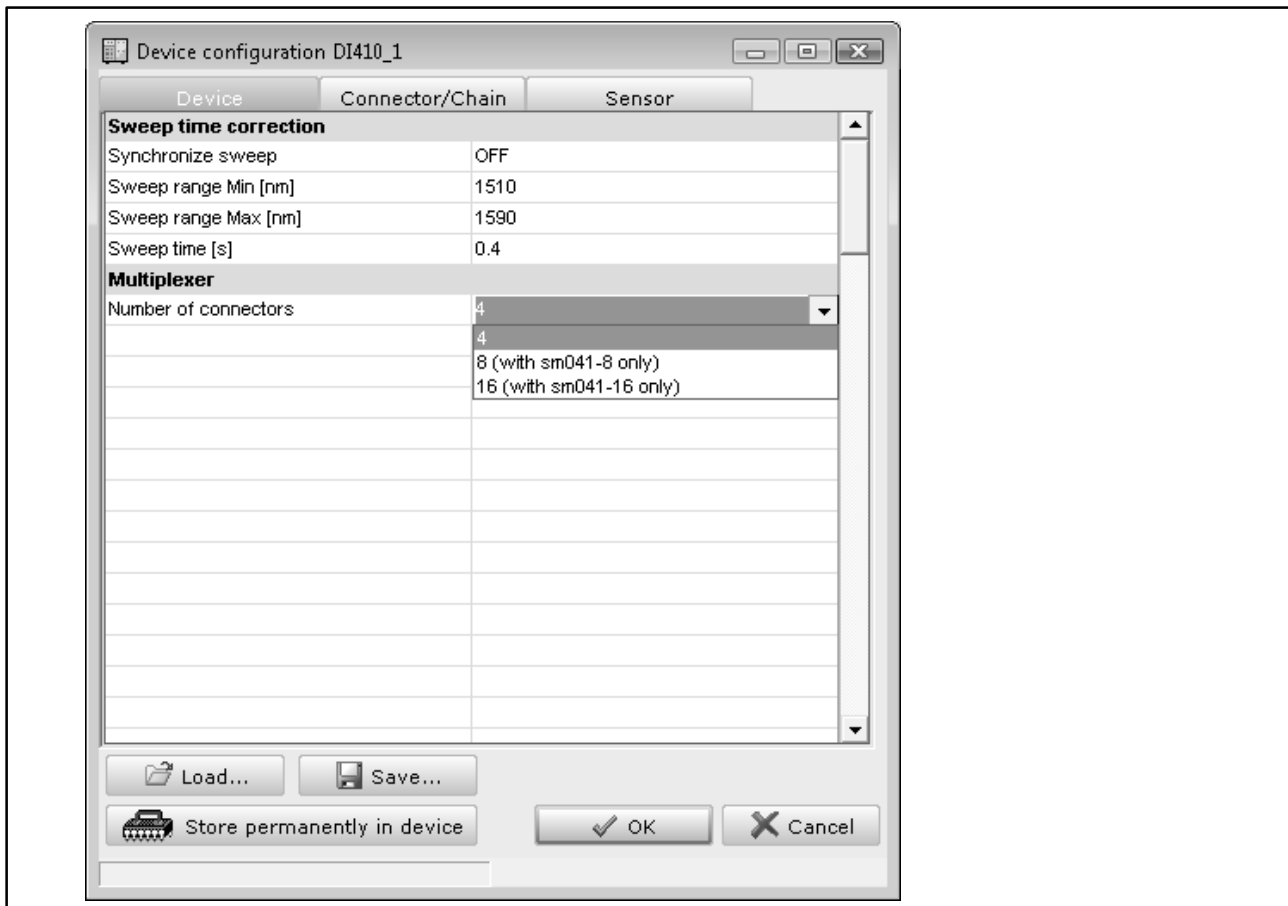 Device configuration DI410_1
Device Connector/Chain Sensor
Sweep time correction
Synchronize sweep OFF
Sweep range Min [nm] 1510
Sweep range Max [nm] 1590
Sweep time [s] 0.4
Multiplexer
Number of connectors 4
4
8 (with sm041-8 only)
16 (with sm041-16 only)
Load... Save...
Store permanently in device OK Cancel